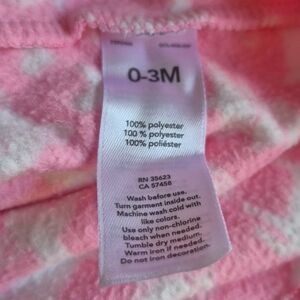 0-3M
100% polyester
100 % polyester
100% poliéster
RN 35623
CA 57458
Wash before use.
Turn garment inside out.
Machine wash cold with
like colors.
Use only non-chlorine
bleach when needed.
Tumble dry medium.
Warm iron if needed.
Do not iron decoration.